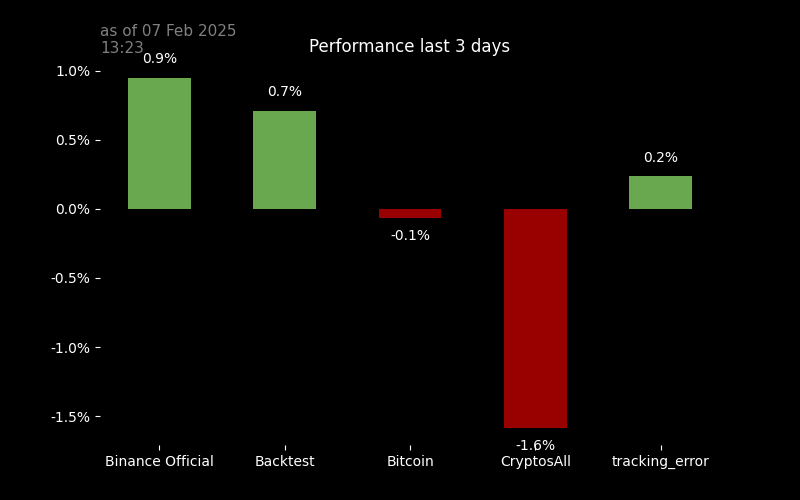 as of 07 Feb 2025
13:23
Performance last 3 days
0.9%
0.7%
-0.1%
-1.6%
0.2%
1.0%
0.5%
0.0%
-0.5%
-1.0%
-1.5%
Binance Official
Backtest
Bitcoin
CryptosAll
tracking_error